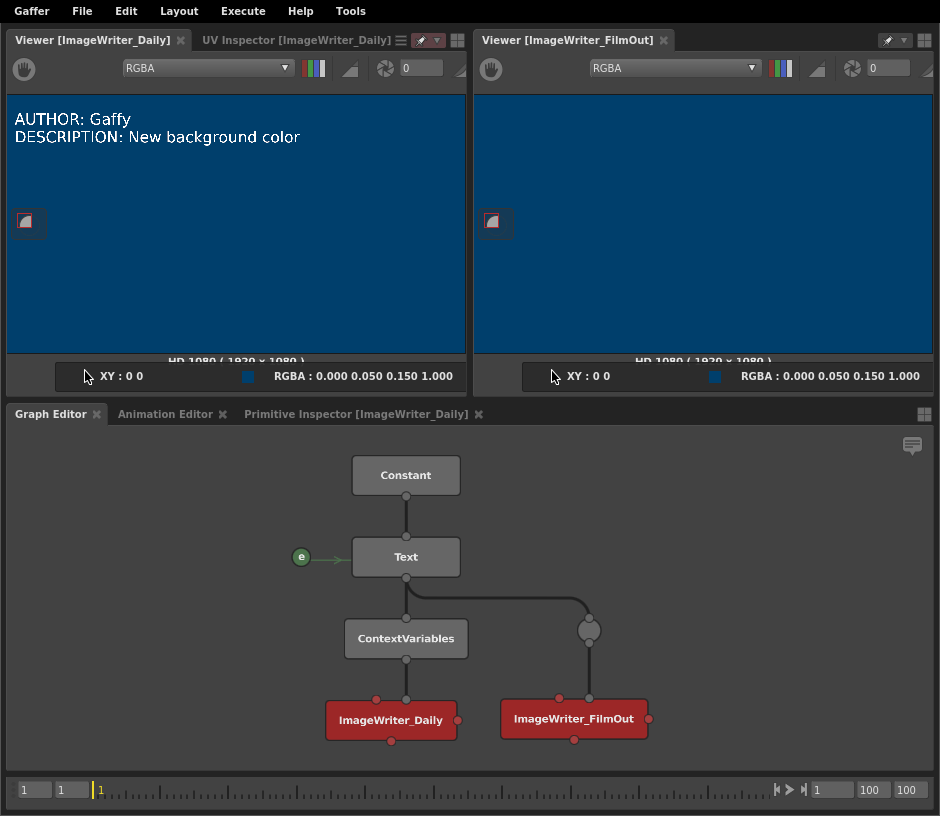 Gaffer File Edit Layout Execute Help Tools
Viewer [ImageWriter_Daily] UV Inspector [ImageWriter_Daily]
RGBA 0
AUTHOR: Gaffy
DESCRIPTION: New background color
HD 1080 ( 1920 x 1080 )
XY : 0 0 RGBA : 0.000 0.050 0.150 1.000
Viewer [ImageWriter_FilmOut]
RGBA 0
HD 1080 ( 1920 x 1080 )
XY : 0 0 RGBA : 0.000 0.050 0.150 1.000
Graph Editor Animation Editor Primitive Inspector [ImageWriter_Daily]
Constant
e Text
ContextVariables
ImageWriter_Daily ImageWriter_FilmOut
1 1 1 1 100 100